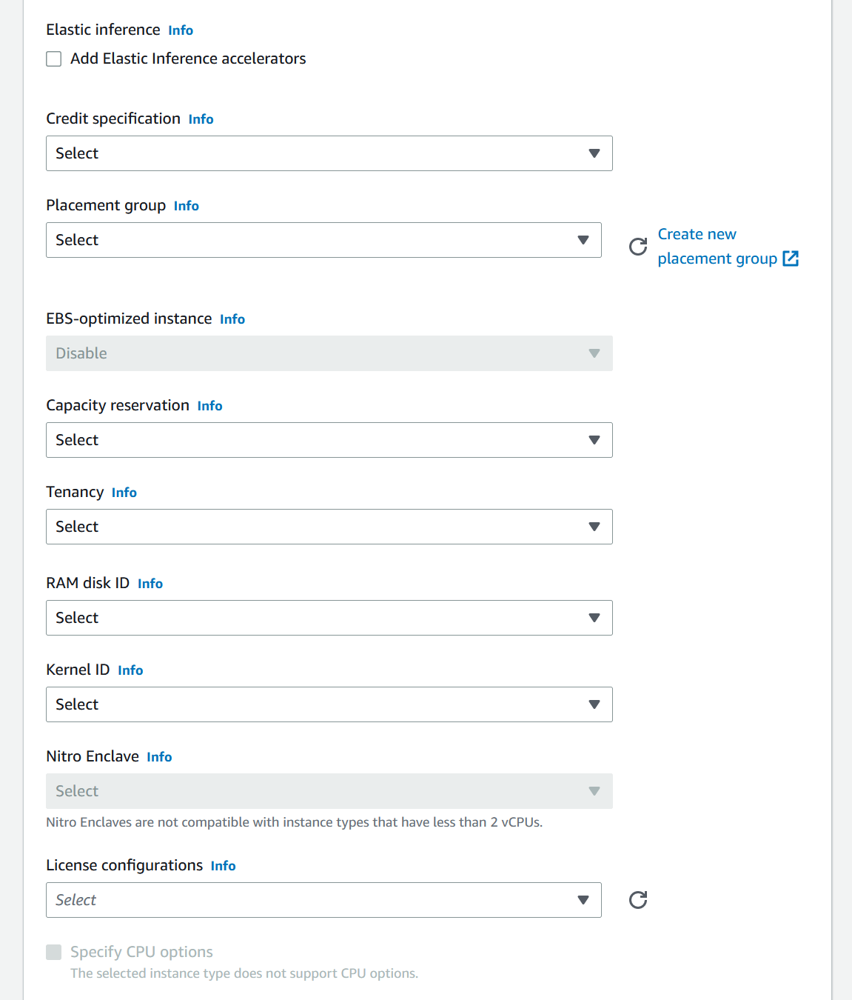 Elastic inference Info
Add Elastic Inference accelerators
Credit specification Info
Select
Placement group Info
Select
Create new
placement group
EBS-optimized instance Info
Disable
Capacity reservation Info
Select
Tenancy Info
Select
RAM disk ID Info
Select
Kernel ID Info
Select
Nitro Enclave Info
Select
Nitro Enclaves are not compatible with instance types that have less than 2 vCPUs.
License configurations Info
Select
Specify CPU options
The selected instance type does not support CPU options.